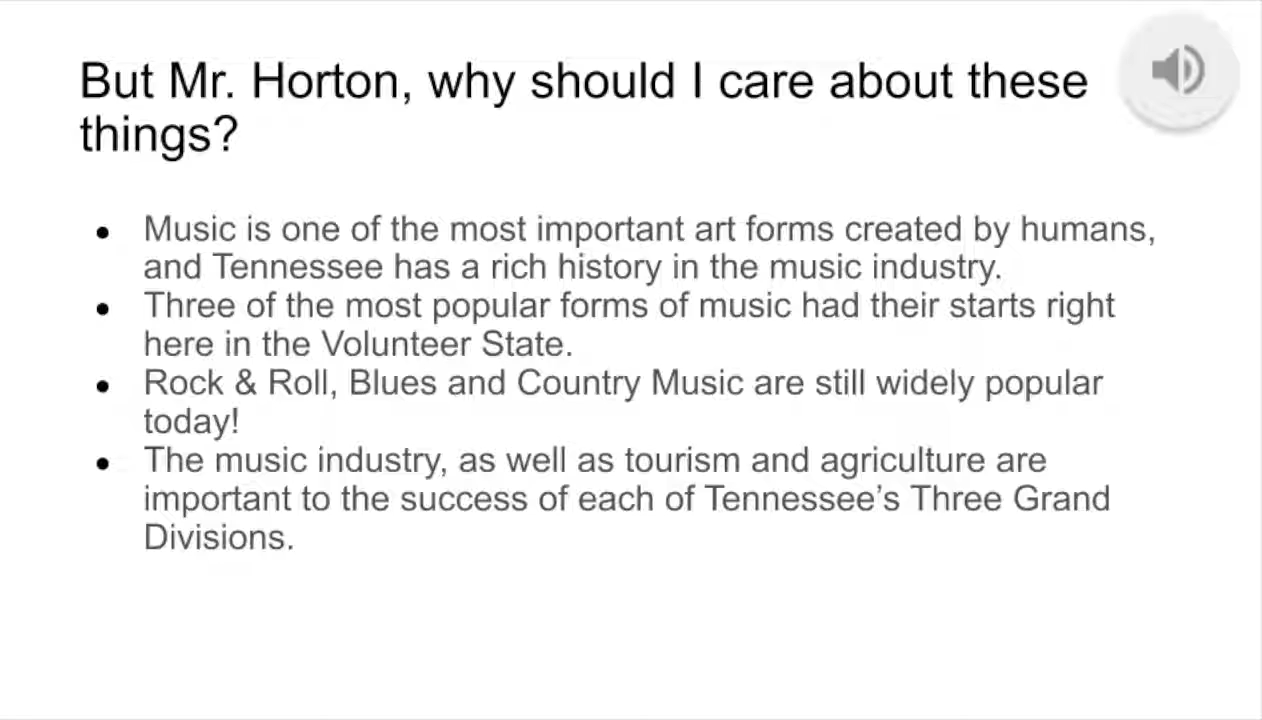 But Mr. Horton, why should I care about these
things?
● Music is one of the most important art forms created by humans,
and Tennessee has a rich history in the music industry.
● Three of the most popular forms of music had their starts right
here in the Volunteer State.
● Rock & Roll, Blues and Country Music are still widely popular
today!
● The music industry, as well as tourism and agriculture are
important to the success of each of Tennessee’s Three Grand
Divisions.